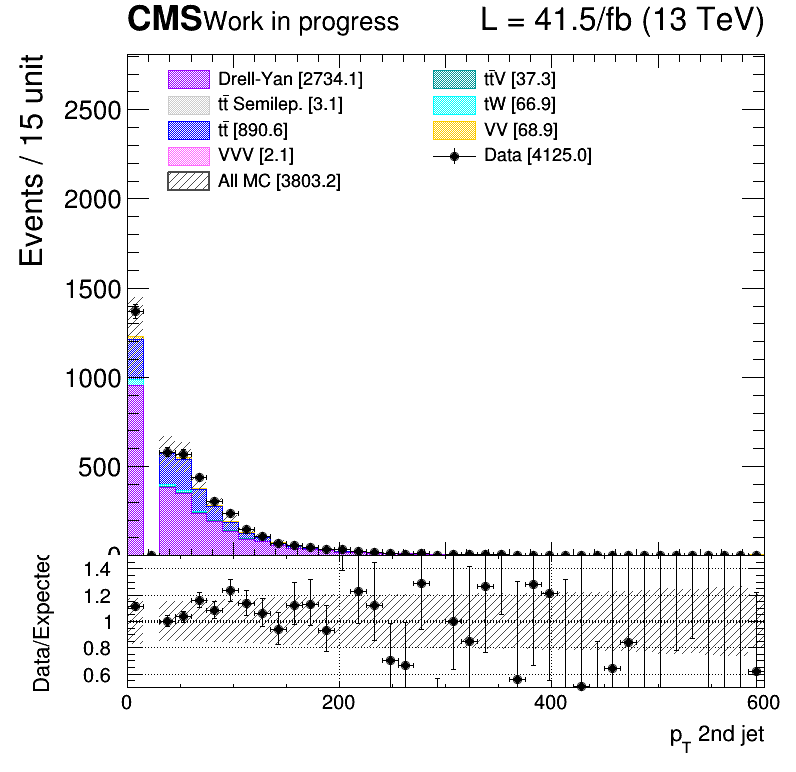 CMS Work in progress L = 41.5/fb (13 TeV)
Events / 15 unit
2500
2000
1500
1000
500
0
Drell-Yan [2734.1]
tt̄ Semilep. [3.1]
tt̄ [890.6]
VVV [2.1]
All MC [3803.2]
tt̄V [37.3]
tW [66.9]
VV [68.9]
Data [4125.0]
Data/Expected
1.4
1.2
1
0.8
0.6
0 200 400 600
p_T 2nd jet